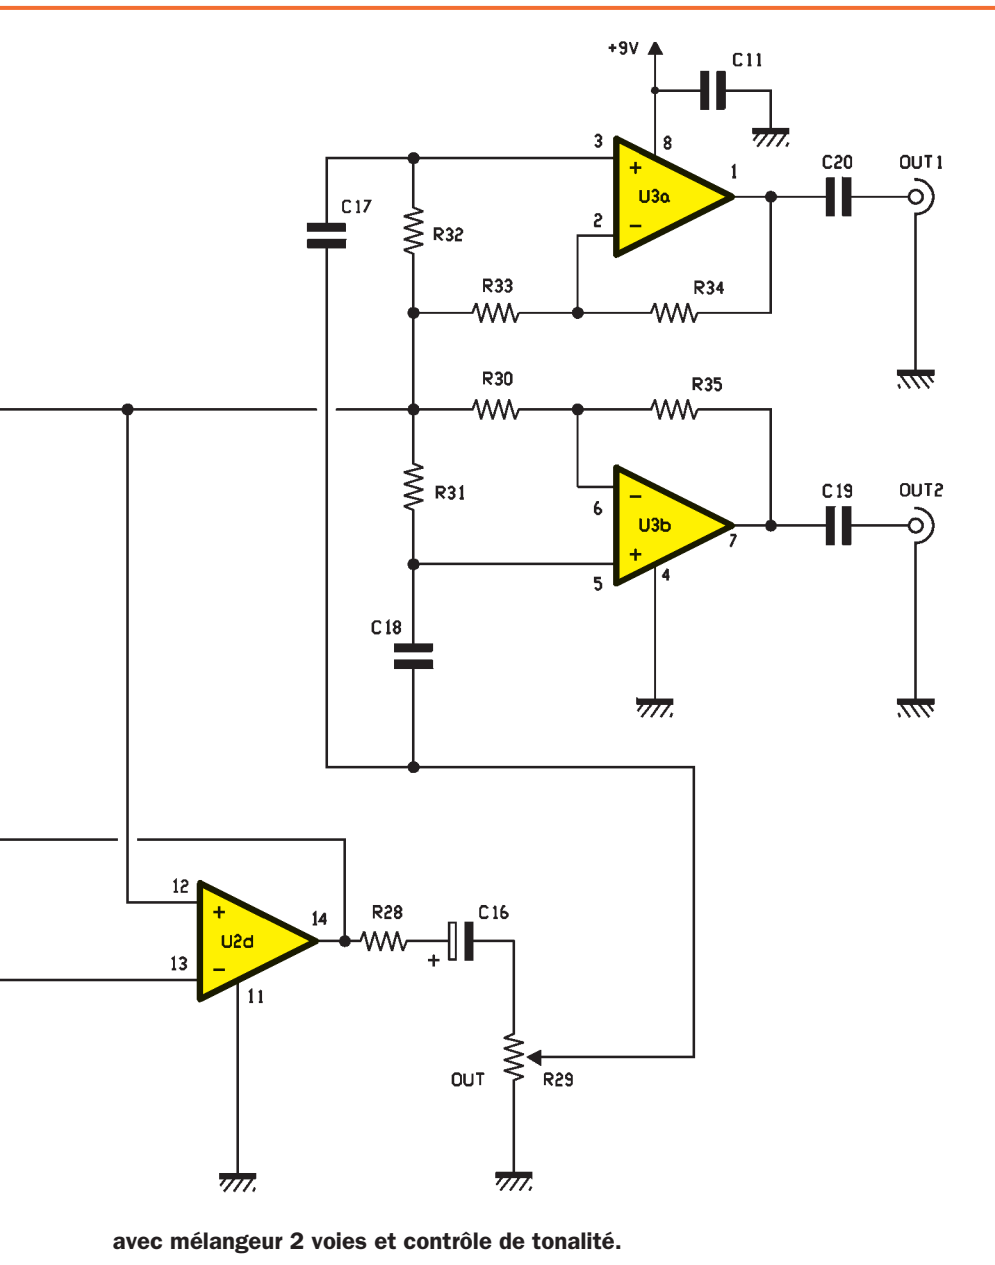 +9V
C11
3
8
1
C20
OUT1
+
U3a
C17
R32
2
−
R33
R34
R30
R35
R31
6
−
U3b
7
C19
OUT2
+
5
4
C18
12
+
14
R28
C16
U2d
+
13
−
11
OUT
R29
avec mélangeur 2 voies et contrôle de tonalité.